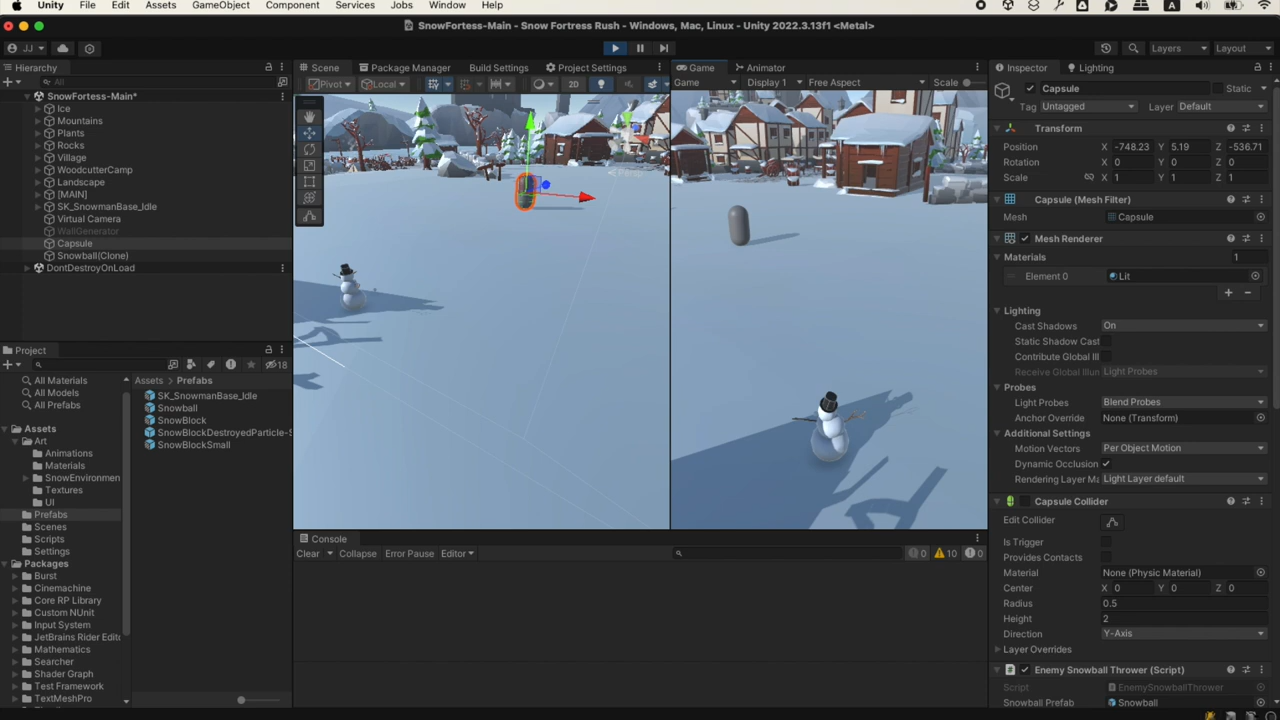 Unity File Edit Assets GameObject Component Services Jobs Window Help
SnowFortess-Main - Snow Fortress Rush - Windows, Mac, Linux - Unity 2022.3.13f1 <Metal>
JJ Layers Layout
Hierarchy
All
SnowFortess-Main*
Ice
Mountains
Plants
Rocks
Village
WoodcutterCamp
Landscape
[MAIN]
SK_SnowmanBase_Idle
Virtual Camera
WallGenerator
Capsule
Snowball(Clone)
DontDestroyOnLoad
Scene Package Manager Build Settings Project Settings
Pivot Local 2D
Persp
Game Animator
Game Display 1 Free Aspect Scale
Project
18
All Materials
All Models
All Prefabs
Assets
Art
Animations
Materials
SnowEnvironmen
Textures
UI
Prefabs
Scenes
Scripts
Settings
Packages
Burst
Cinemachine
Core RP Library
Custom NUnit
Input System
JetBrains Rider Edito
Mathematics
Searcher
Shader Graph
Test Framework
TextMeshPro
Assets > Prefabs
SK_SnowmanBase_Idle
Snowball
SnowBlock
SnowBlockDestroyedParticle-S
SnowBlockSmall
Console
Clear Collapse Error Pause Editor 0 10 0
Inspector Lighting
Capsule Static
Tag Untagged Layer Default
Transform
Position X -748.23 Y 5.19 Z -536.71
Rotation X 0 Y 0 Z 0
Scale X 1 Y 1 Z 1
Capsule (Mesh Filter)
Mesh Capsule
Mesh Renderer
Materials 1
Element 0 Lit
Lighting
Cast Shadows On
Static Shadow Cast
Contribute Global Ill
Receive Global Illun Light Probes
Probes
Light Probes Blend Probes
Anchor Override None (Transform)
Additional Settings
Motion Vectors Per Object Motion
Dynamic Occlusion
Rendering Layer Ma Light Layer default
Capsule Collider
Edit Collider
Is Trigger
Provides Contacts
Material None (Physic Material)
Center X 0 Y 0 Z 0
Radius 0.5
Height 2
Direction Y-Axis
Layer Overrides
Enemy Snowball Thrower (Script)
Script EnemySnowballThrower
Snowball Prefab Snowball